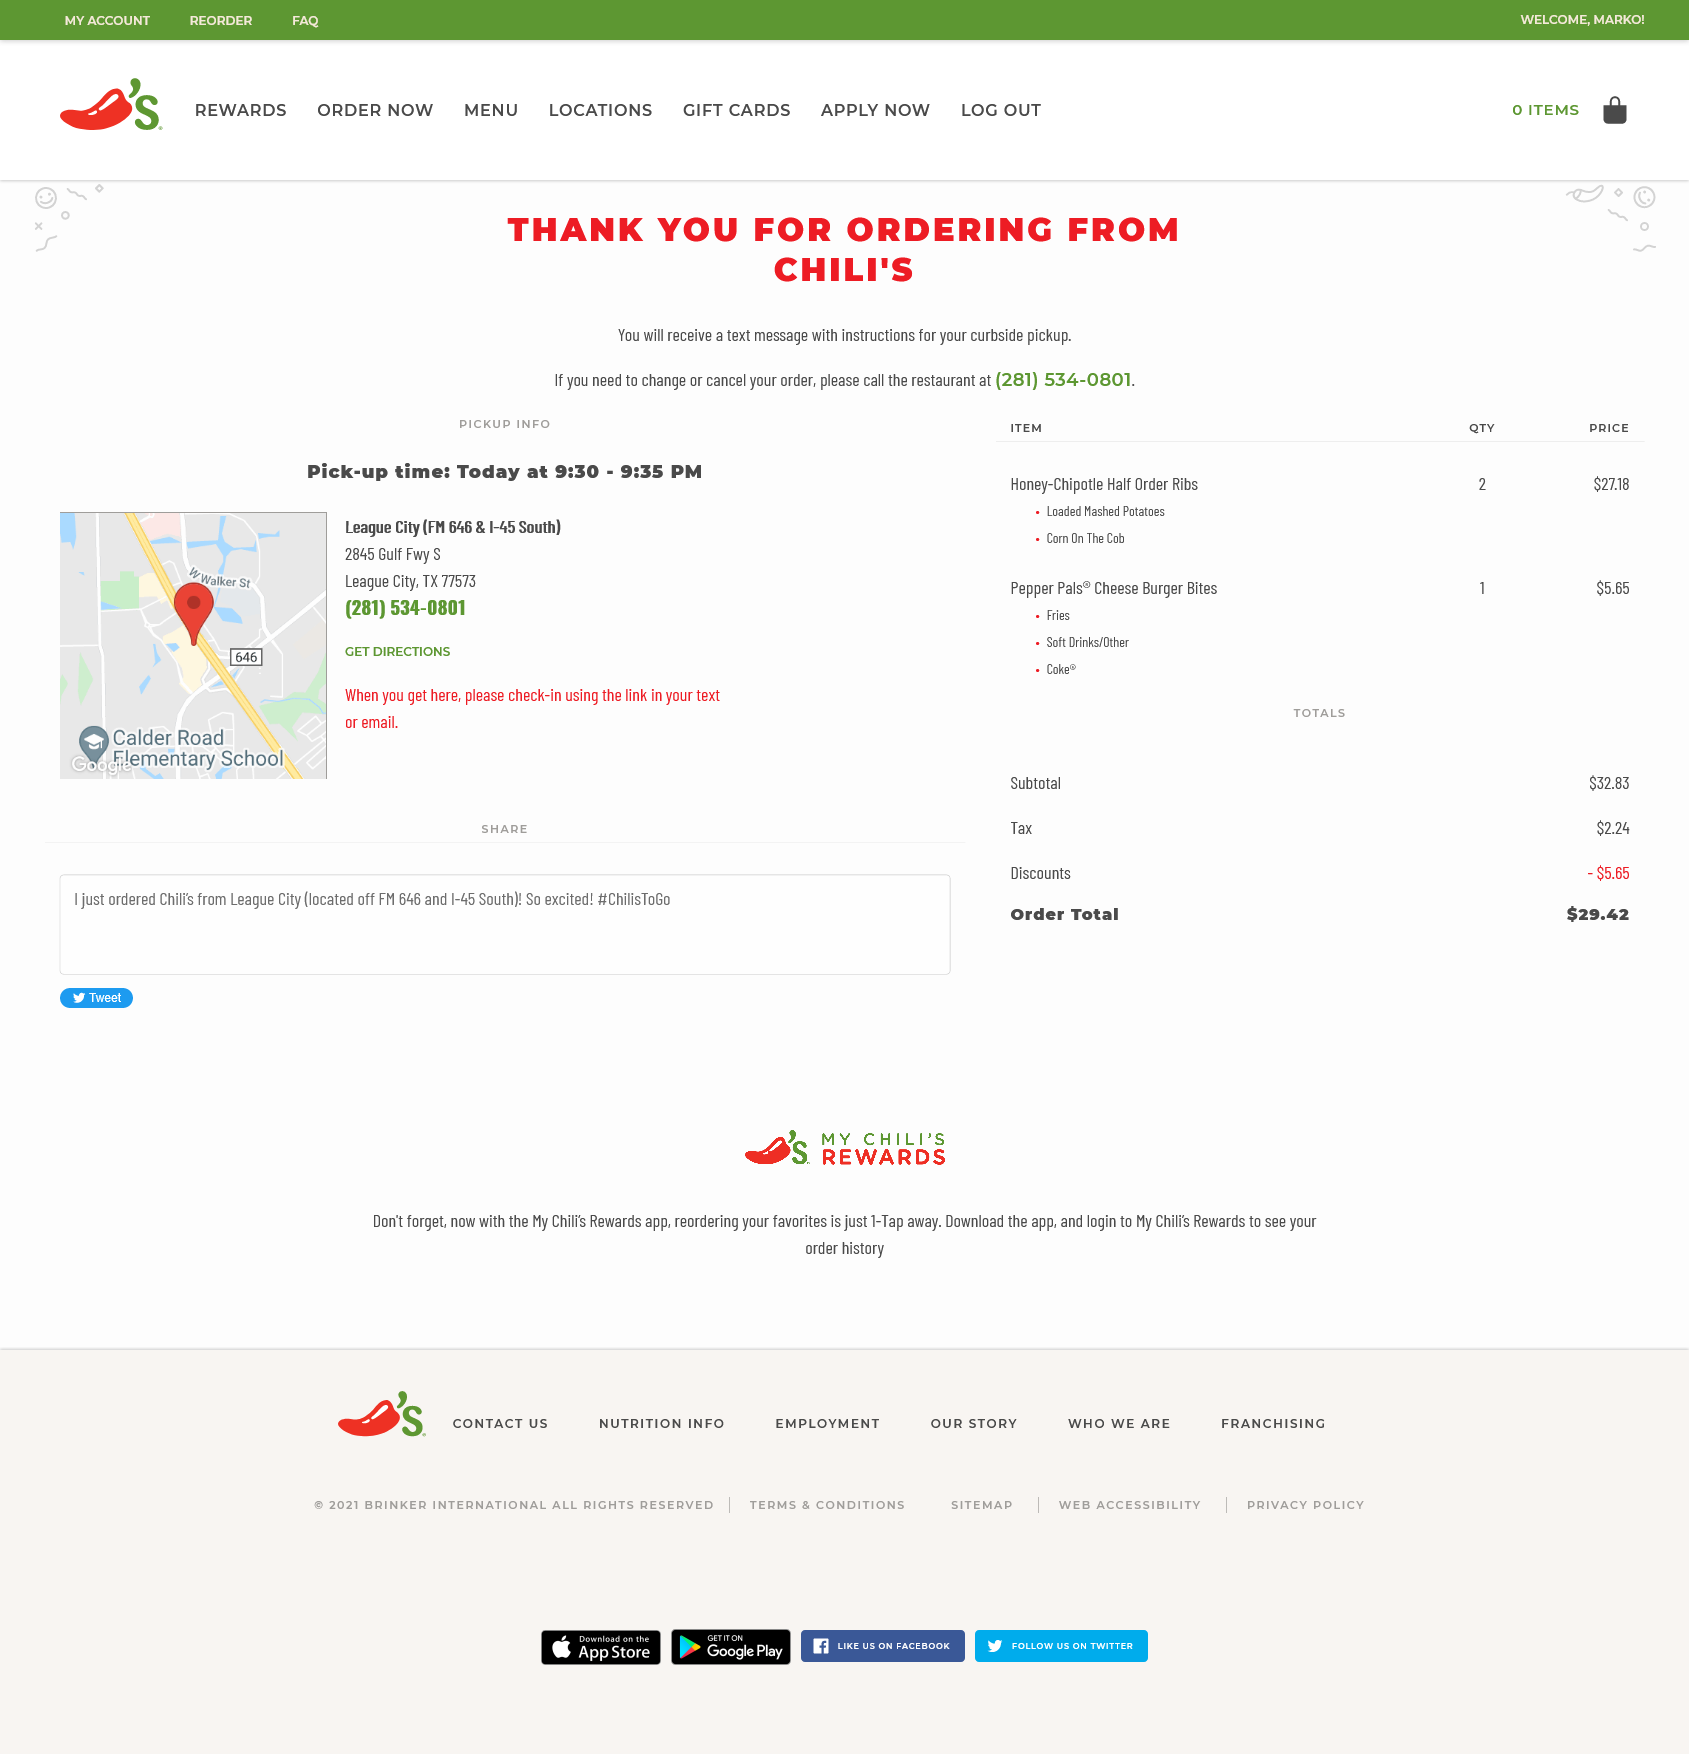 MY ACCOUNT REORDER FAQ WELCOME, MARKO!
REWARDS ORDER NOW MENU LOCATIONS GIFT CARDS APPLY NOW LOG OUT 0 ITEMS
THANK YOU FOR ORDERING FROM
CHILI'S
You will receive a text message with instructions for your curbside pickup.
If you need to change or cancel your order, please call the restaurant at (281) 534-0801.
PICKUP INFO
Pick-up time: Today at 9:30 - 9:35 PM
W Walker St
646
Calder Road
Elementary School
Google
League City (FM 646 & I-45 South)
2845 Gulf Fwy S
League City, TX 77573
(281) 534-0801
GET DIRECTIONS
When you get here, please check-in using the link in your text
or email.
SHARE
I just ordered Chili's from League City (located off FM 646 and I-45 South)! So excited! #ChilisToGo
Tweet
ITEM QTY PRICE
Honey-Chipotle Half Order Ribs 2 $27.18
• Loaded Mashed Potatoes
• Corn On The Cob
Pepper Pals® Cheese Burger Bites 1 $5.65
• Fries
• Soft Drinks/Other
• Coke®
TOTALS
Subtotal $32.83
Tax $2.24
Discounts - $5.65
Order Total $29.42
'S MY CHILI'S
REWARDS
Don't forget, now with the My Chili's Rewards app, reordering your favorites is just 1-Tap away. Download the app, and login to My Chili's Rewards to see your
order history
'S CONTACT US NUTRITION INFO EMPLOYMENT OUR STORY WHO WE ARE FRANCHISING
© 2021 BRINKER INTERNATIONAL ALL RIGHTS RESERVED TERMS & CONDITIONS SITEMAP WEB ACCESSIBILITY PRIVACY POLICY
Download on the
App Store
GET IT ON
Google Play
LIKE US ON FACEBOOK
FOLLOW US ON TWITTER